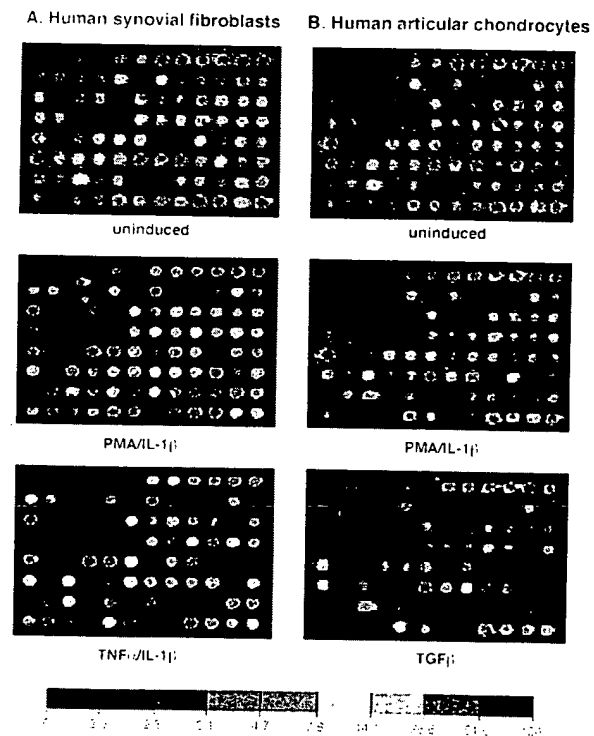 A. Human synovial fibroblasts
B. Human articular chondrocytes
uninduced
uninduced
PMA/IL-1β
PMA/IL-1β
TNFα/IL-1β
TGFβ